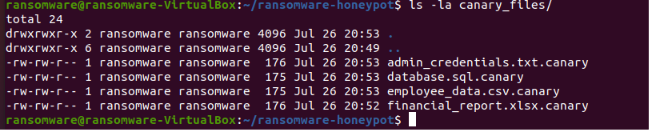 ransomware@ransomware-VirtualBox:~/ransomware-honeypot$ ls -la canary_files/
total 24
drwxrwxr-x 2 ransomware ransomware 4096 Jul 26 20:53 .
drwxrwxr-x 6 ransomware ransomware 4096 Jul 26 20:49 ..
-rw-rw-r-- 1 ransomware ransomware  176 Jul 26 20:53 admin_credentials.txt.canary
-rw-rw-r-- 1 ransomware ransomware  175 Jul 26 20:53 database.sql.canary
-rw-rw-r-- 1 ransomware ransomware  175 Jul 26 20:53 employee_data.csv.canary
-rw-rw-r-- 1 ransomware ransomware  176 Jul 26 20:52 financial_report.xlsx.canary
ransomware@ransomware-VirtualBox:~/ransomware-honeypot$